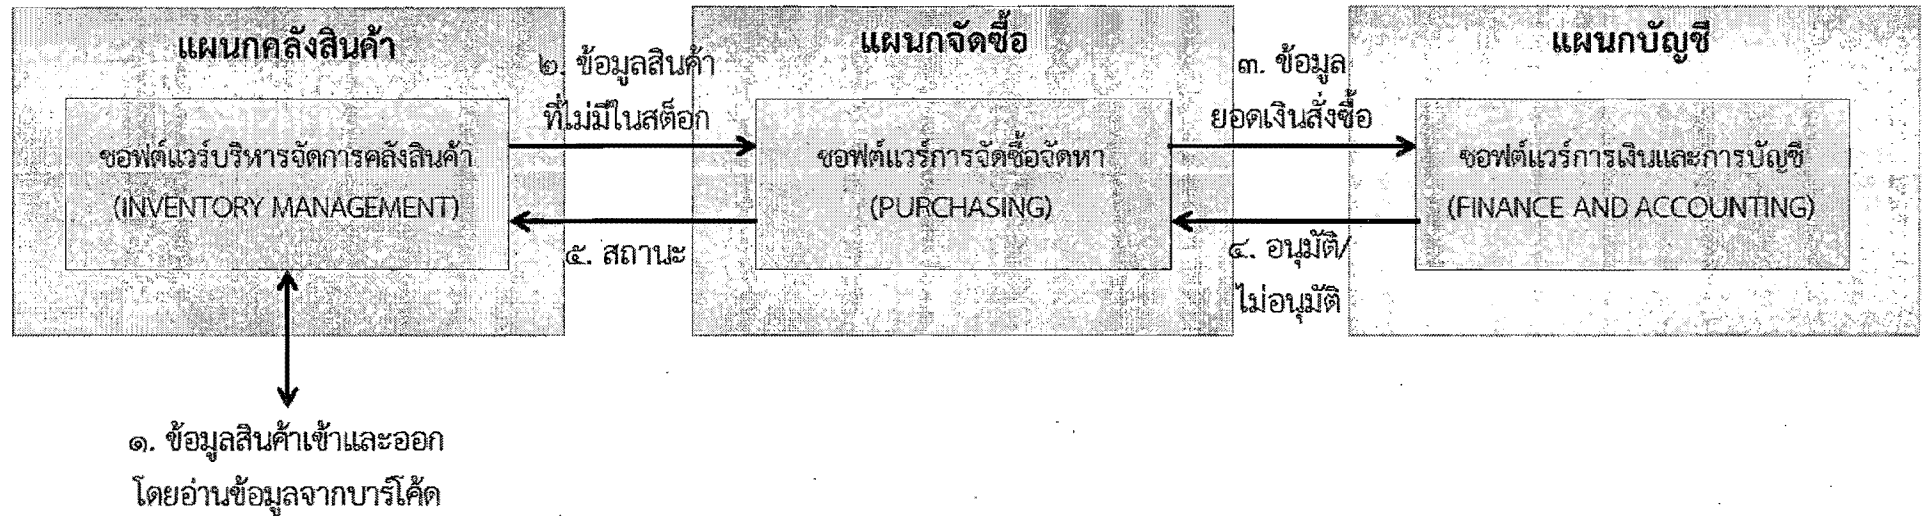 แผนกคลังสินค้า
ซอฟต์แวร์บริหารจัดการคลังสินค้า
(INVENTORY MANAGEMENT)
๑. ข้อมูลสินค้าเข้าและออก
โดยอ่านข้อมูลจากบาร์โค้ด
๒. ข้อมูลสินค้า
ที่ไม่มีในสต็อก
๕. สถานะ
แผนกจัดซื้อ
ซอฟต์แวร์การจัดซื้อจัดหา
(PURCHASING)
๓. ข้อมูล
ยอดเงินสั่งซื้อ
๔. อนุมัติ/
ไม่อนุมัติ
แผนกบัญชี
ซอฟต์แวร์การเงินและการบัญชี
(FINANCE AND ACCOUNTING)